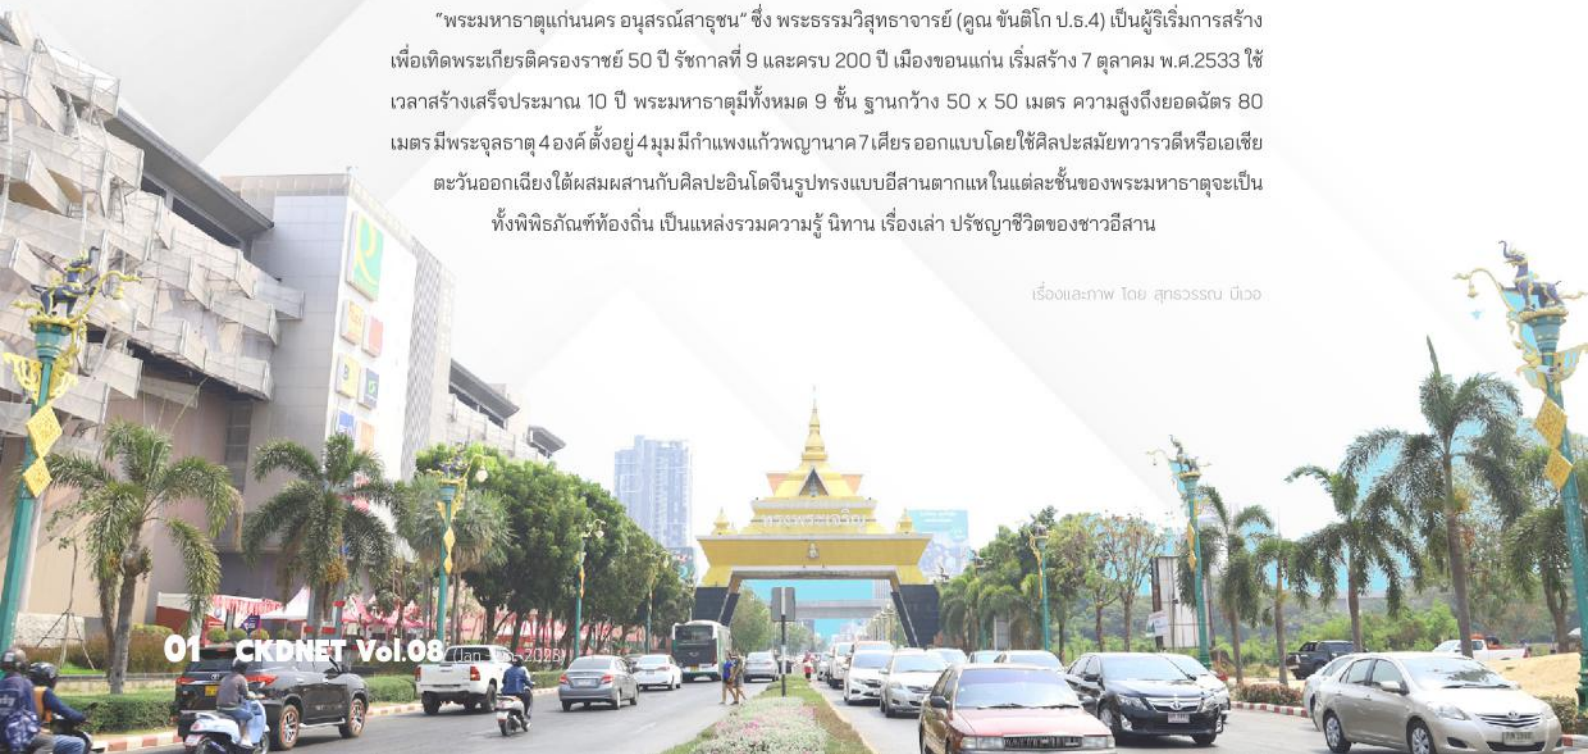 "พระมหาธาตุแก่นนคร อนุสรณ์สาธุชน" ซึ่ง พระธรรมวิสุทธาจารย์ (คูณ ขันติโก ป.ธ.4) เป็นผู้ริเริ่มการสร้าง
เพื่อเทิดพระเกียรติครองราชย์ 50 ปี รัชกาลที่ 9 และครบ 200 ปี เมืองขอนแก่น เริ่มสร้าง 7 ตุลาคม พ.ศ.2533 ใช้
เวลาสร้างเสร็จประมาณ 10 ปี พระมหาธาตุมีทั้งหมด 9 ชั้น ฐานกว้าง 50 x 50 เมตร ความสูงถึงยอดฉัตร 80
เมตร มีพระจุลธาตุ 4 องค์ ตั้งอยู่ 4 มุม มีกำแพงแก้วพญานาค 7 เศียร ออกแบบโดยใช้ศิลปะสมัยทวารวดีหรือเอเชีย
ตะวันออกเฉียงใต้ผสมผสานกับศิลปะอินโดจีนรูปทรงแบบอีสานตากแห ในแต่ละชั้นของพระมหาธาตุจะเป็น
ทั้งพิพิธภัณฑ์ท้องถิ่น เป็นแหล่งรวมความรู้ นิทาน เรื่องเล่า ปรัชญาชีวิตของชาวอีสาน
เรื่องและภาพ โดย สุทธวรรณ บีเวอ
01 CKDNET Vol.08